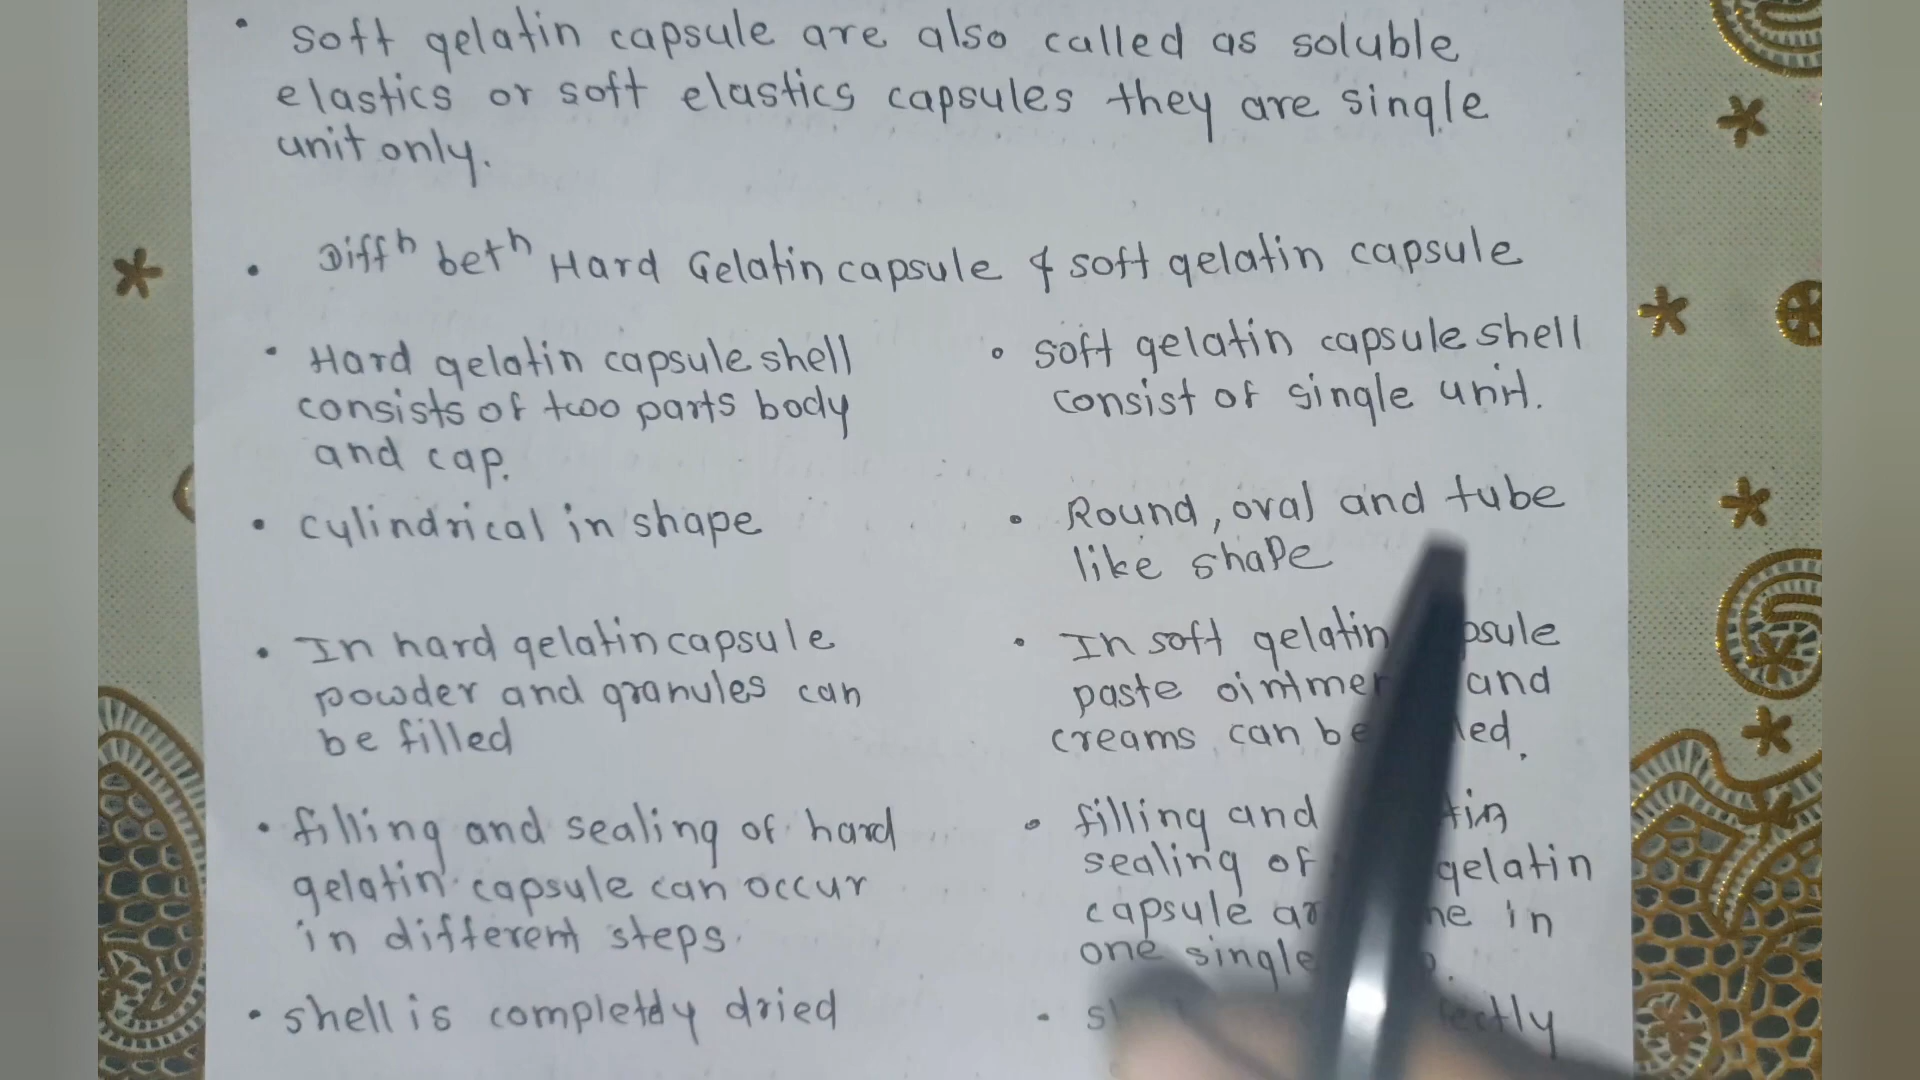 • soft gelatin capsule are also called as soluble
elastics or soft elastics capsules they are single
unit only.
• Diffⁿ betⁿ Hard Gelatin capsule & soft gelatin capsule
• Hard gelatin capsule shell
consists of two parts body
and cap.
• cylindrical in shape
• In hard gelatin capsule
powder and granules can
be filled
• filling and sealing of hard
gelatin capsule can occur
in different steps.
• shell is completely dried
• soft gelatin capsule shell
consist of single unit.
• Round, oval and tube
like shape
• In soft gelatin
paste and
creams can be
• filling and
sealing of gelatin
capsule in
one single